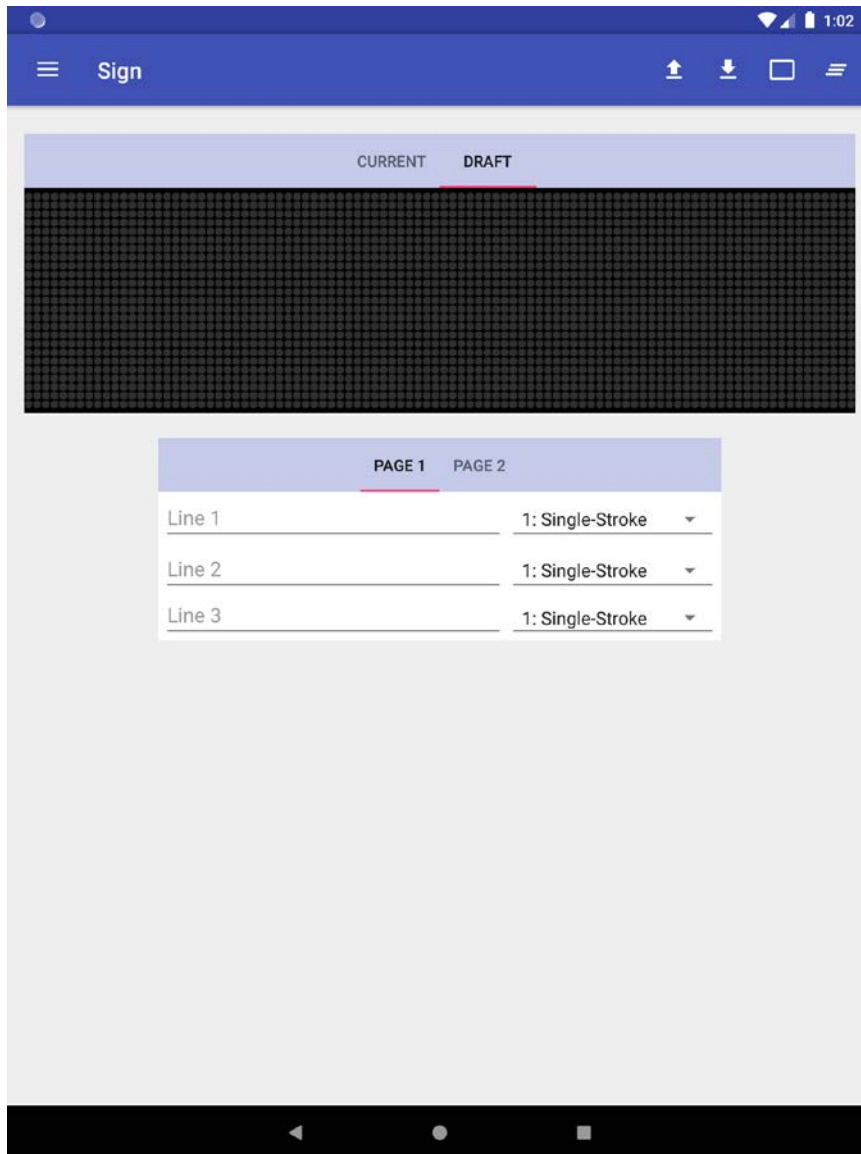 1:02
Sign
CURRENT DRAFT
PAGE 1 PAGE 2
Line 1 1: Single-Stroke
Line 2 1: Single-Stroke
Line 3 1: Single-Stroke